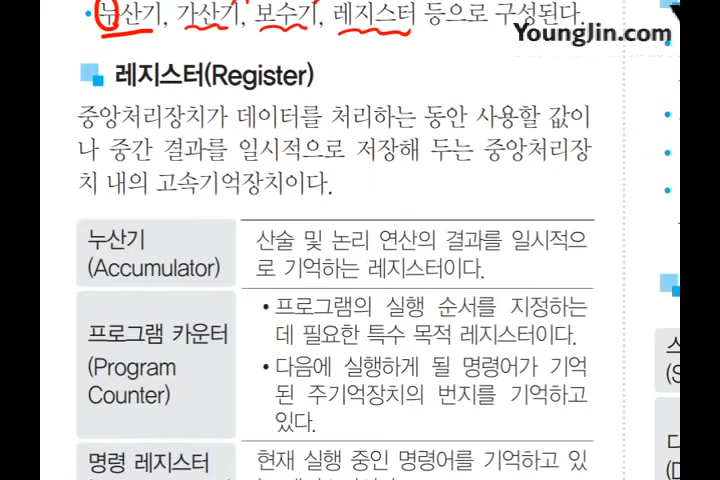 • 누산기, 가산기, 보수기, 레지스터 등으로 구성된다.
YoungJin.com
레지스터(Register)
중앙처리장치가 데이터를 처리하는 동안 사용할 값이
나 중간 결과를 일시적으로 저장해 두는 중앙처리장
치 내의 고속기억장치이다.
누산기
(Accumulator)
산술 및 논리 연산의 결과를 일시적으
로 기억하는 레지스터이다.
프로그램 카운터
(Program
Counter)
• 프로그램의 실행 순서를 지정하는
데 필요한 특수 목적 레지스터이다.
• 다음에 실행하게 될 명령어가 기억
된 주기억장치의 번지를 기억하고
있다.
명령 레지스터
현재 실행 중인 명령어를 기억하고 있